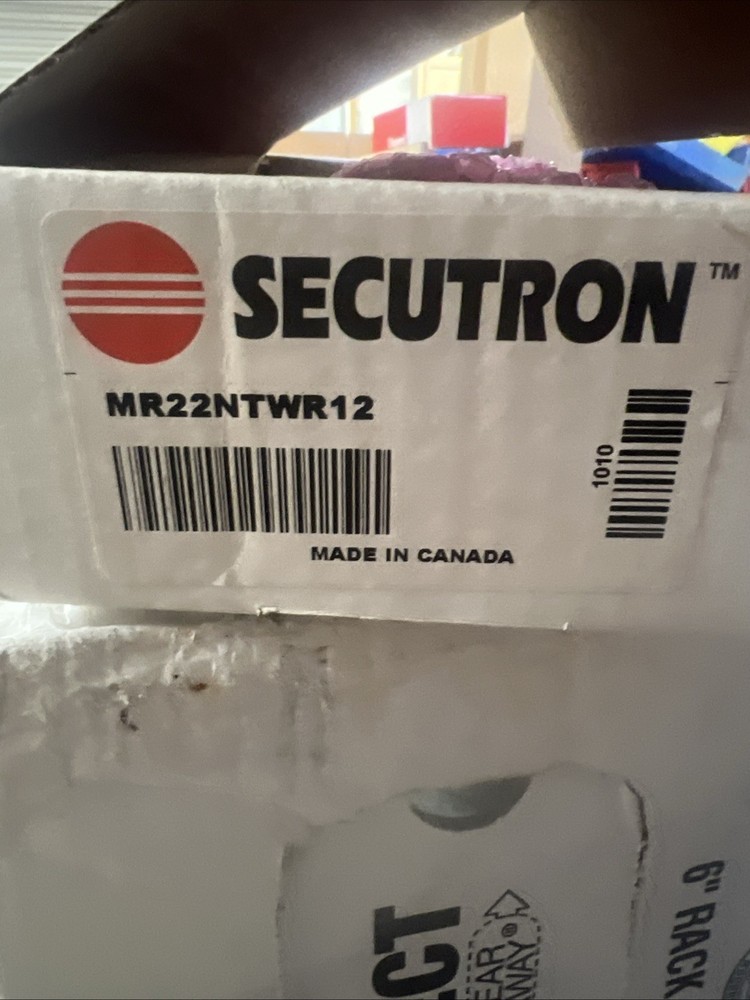 SECUTRON™
MR22NTWR12
1010
MADE IN CANADA
6" RACK